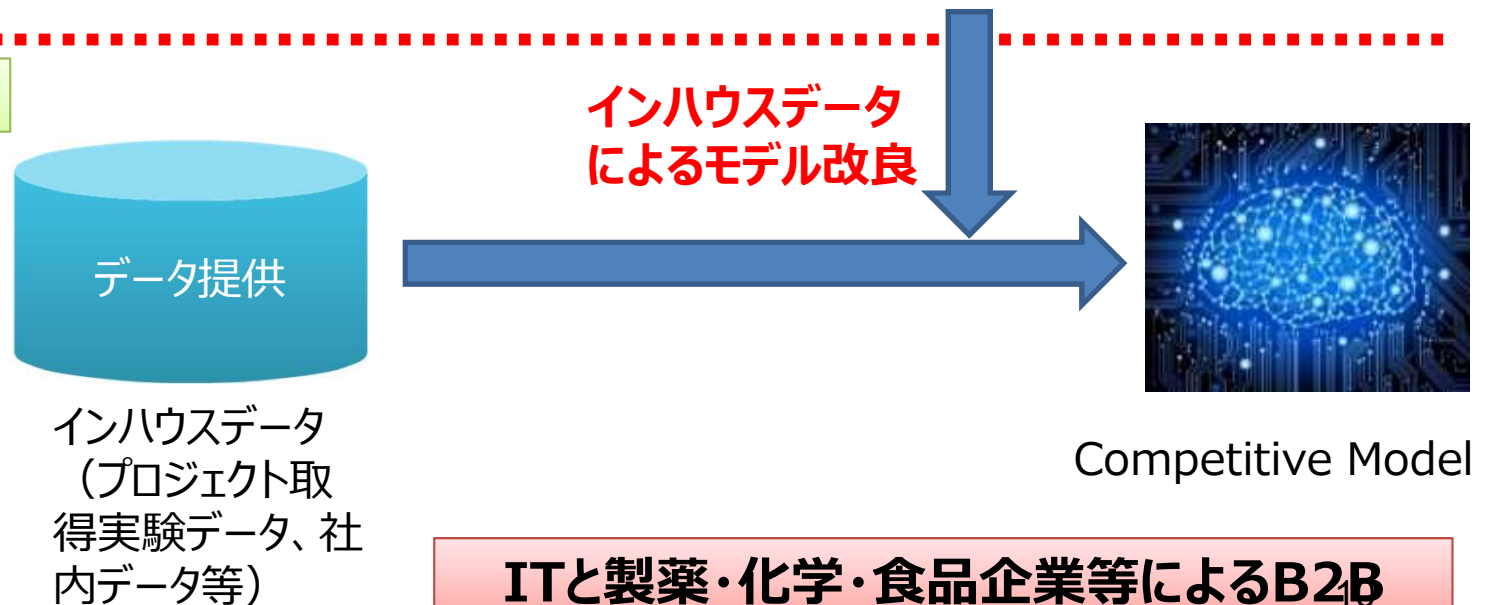 インハウスデータ
によるモデル改良
データ提供
インハウスデータ
（プロジェクト取
得実験データ、社
内データ等）
Competitive Model
ITと製薬・化学・食品企業等によるB2B